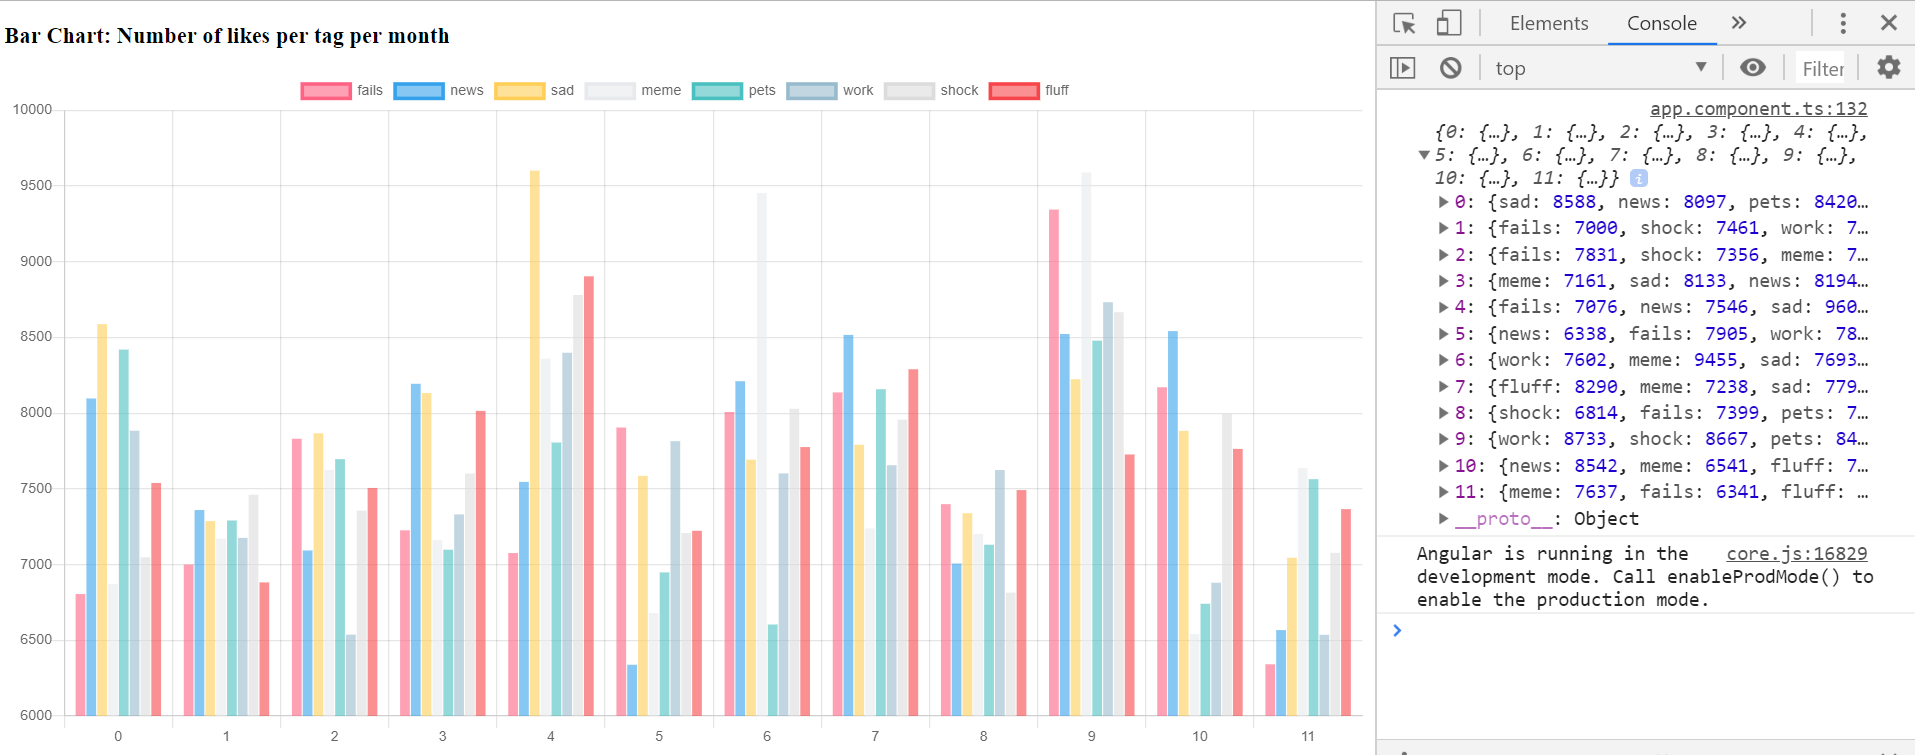 Bar Chart: Number of likes per tag per month
fails news sad meme pets work shock fluff
10000
9500
9000
8500
8000
7500
7000
6500
6000
0 1 2 3 4 5 6 7 8 9 10 11
Elements Console
top Filter
app.component.ts:132
{0: {…}, 1: {…}, 2: {…}, 3: {…}, 4: {…},
5: {…}, 6: {…}, 7: {…}, 8: {…}, 9: {…},
10: {…}, 11: {…}} i
0: {sad: 8588, news: 8097, pets: 8420…
1: {fails: 7000, shock: 7461, work: 7…
2: {fails: 7831, shock: 7356, meme: 7…
3: {meme: 7161, sad: 8133, news: 8194…
4: {fails: 7076, news: 7546, sad: 960…
5: {news: 6338, fails: 7905, work: 78…
6: {work: 7602, meme: 9455, sad: 7693…
7: {fluff: 8290, meme: 7238, sad: 779…
8: {shock: 6814, fails: 7399, pets: 7…
9: {work: 8733, shock: 8667, pets: 84…
10: {news: 8542, meme: 6541, fluff: 7…
11: {meme: 7637, fails: 6341, fluff: …
__proto__: Object
Angular is running in the core.js:16829
development mode. Call enableProdMode() to
enable the production mode.